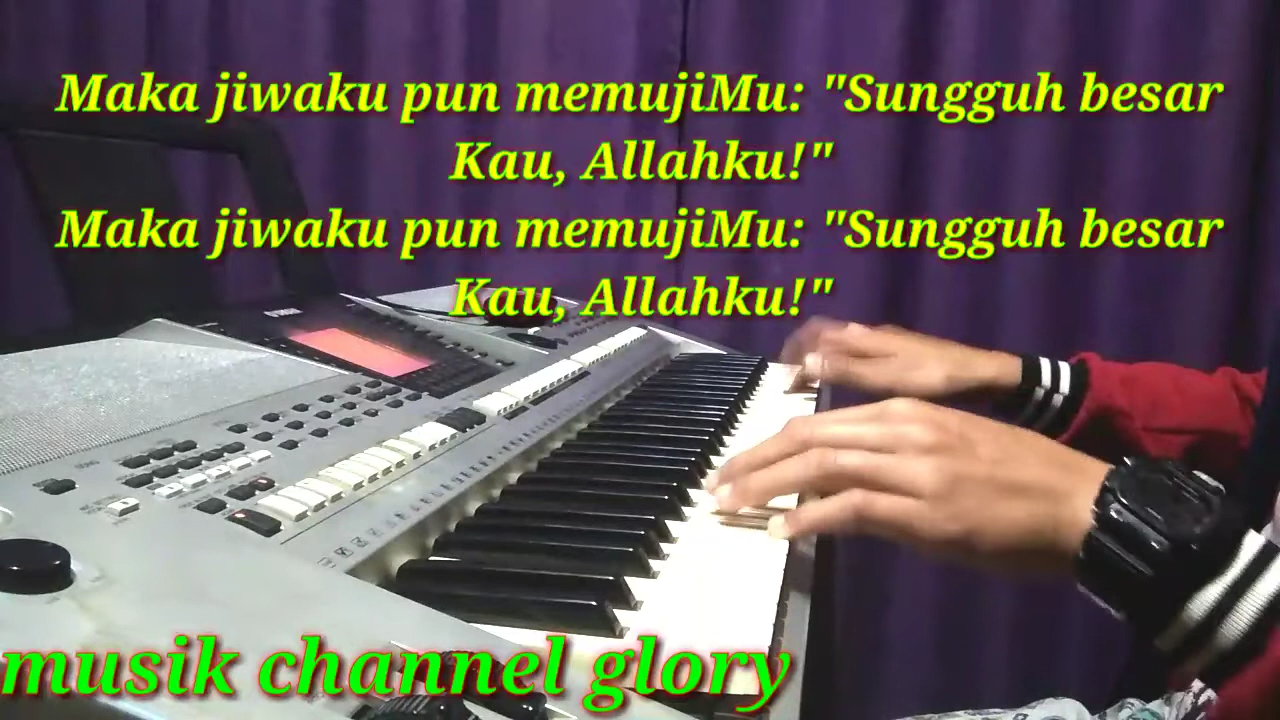 Maka jiwaku pun memujiMu: "Sungguh besar
Kau, Allahku!"
Maka jiwaku pun memujiMu: "Sungguh besar
Kau, Allahku!"
musik channel glory